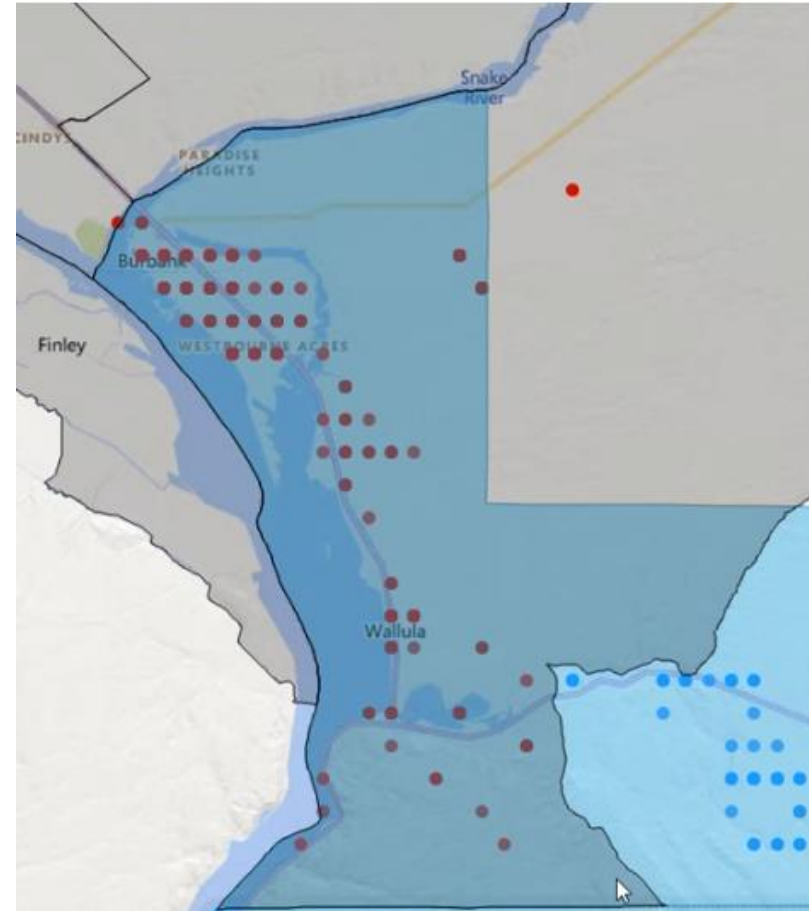 Snake
River
CINDYS
PARADISE
HEIGHTS
Burbank
Finley
WESTBOURNE ACRES
Wallula